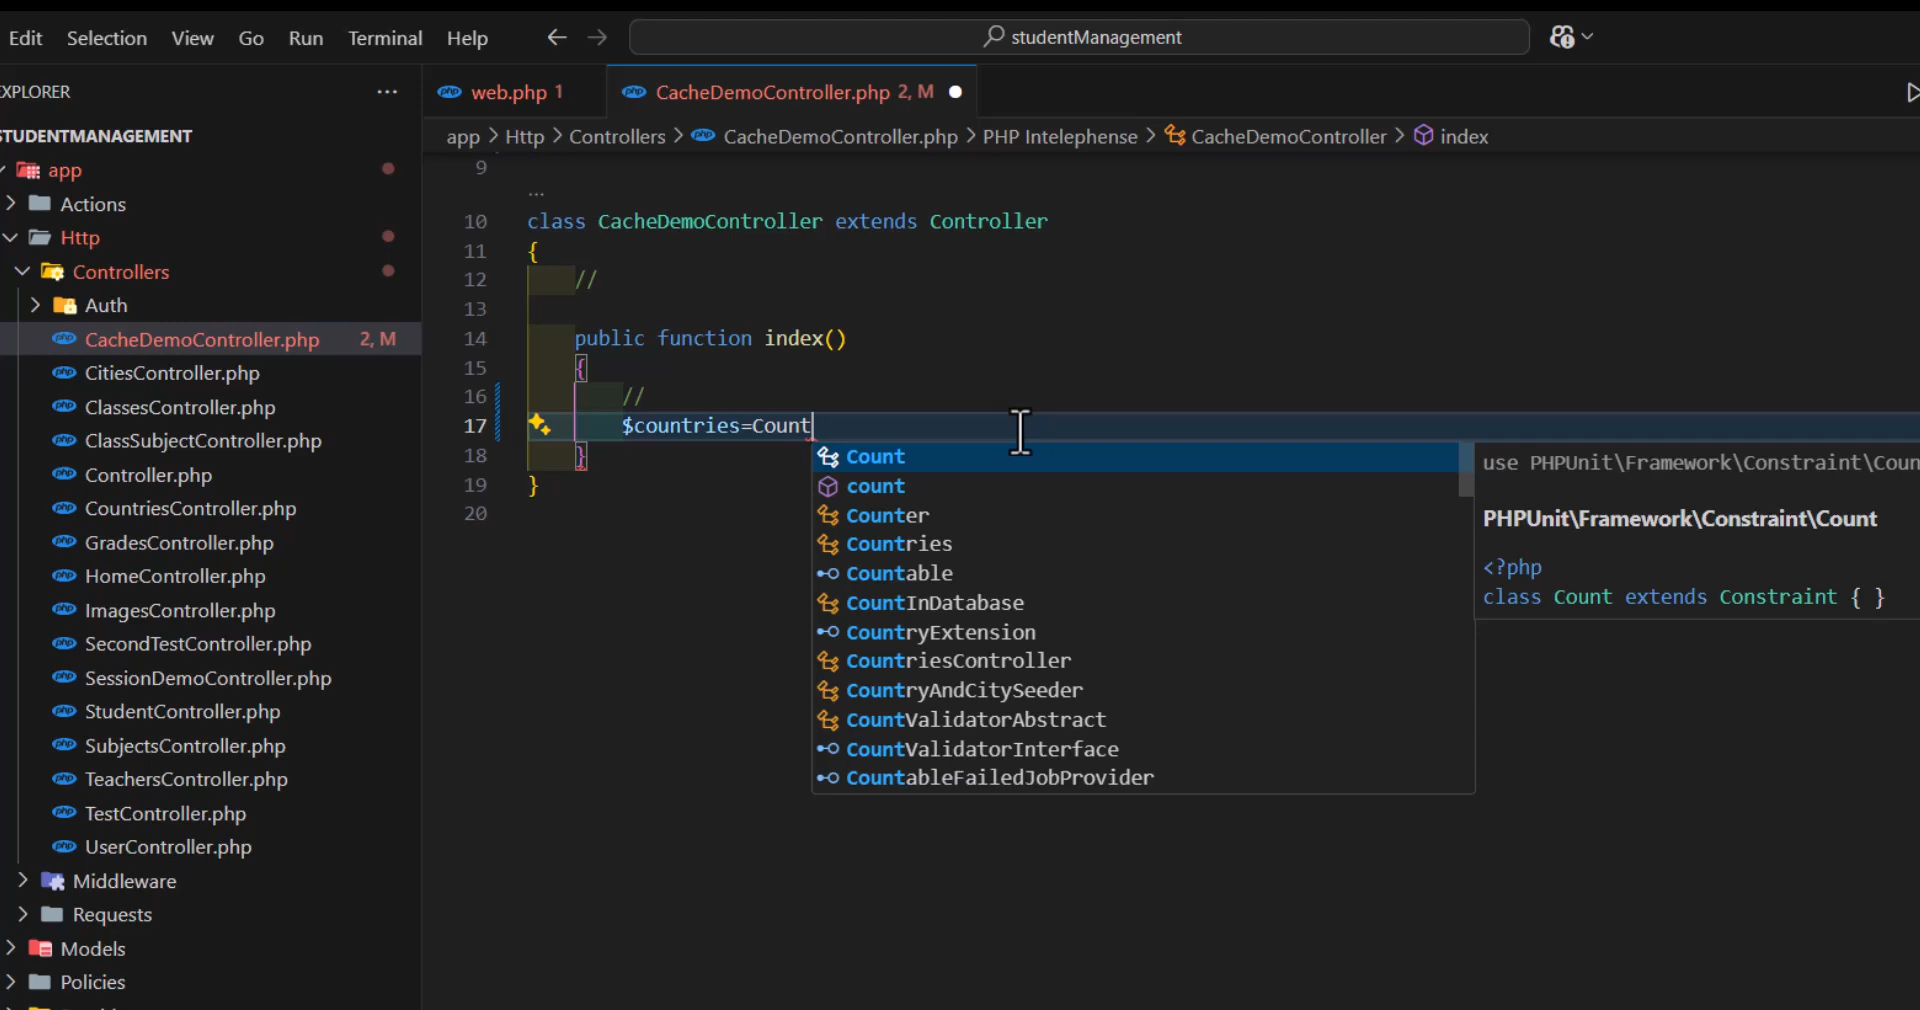 Edit Selection View Go Run Terminal Help studentManagement
EXPLORER ...
STUDENTMANAGEMENT
app
Actions
Http
Controllers
Auth
CacheDemoController.php 2, M
CitiesController.php
ClassesController.php
ClassSubjectController.php
Controller.php
CountriesController.php
GradesController.php
HomeController.php
ImagesController.php
SecondTestController.php
SessionDemoController.php
StudentController.php
SubjectsController.php
TeachersController.php
TestController.php
UserController.php
Middleware
Requests
Models
Policies
web.php 1
CacheDemoController.php 2, M
app > Http > Controllers > CacheDemoController.php > PHP Intelephense > CacheDemoController > index
9
...
10 class CacheDemoController extends Controller
11 {
12 //
13
14 public function index()
15 {
16 //
17 $countries=Count
18 }
19 }
20
Count
count
Counter
Countries
Countable
CountInDatabase
CountryExtension
CountriesController
CountryAndCitySeeder
CountValidatorAbstract
CountValidatorInterface
CountableFailedJobProvider
use PHPUnit\Framework\Constraint\Coun
PHPUnit\Framework\Constraint\Count
<?php
class Count extends Constraint { }